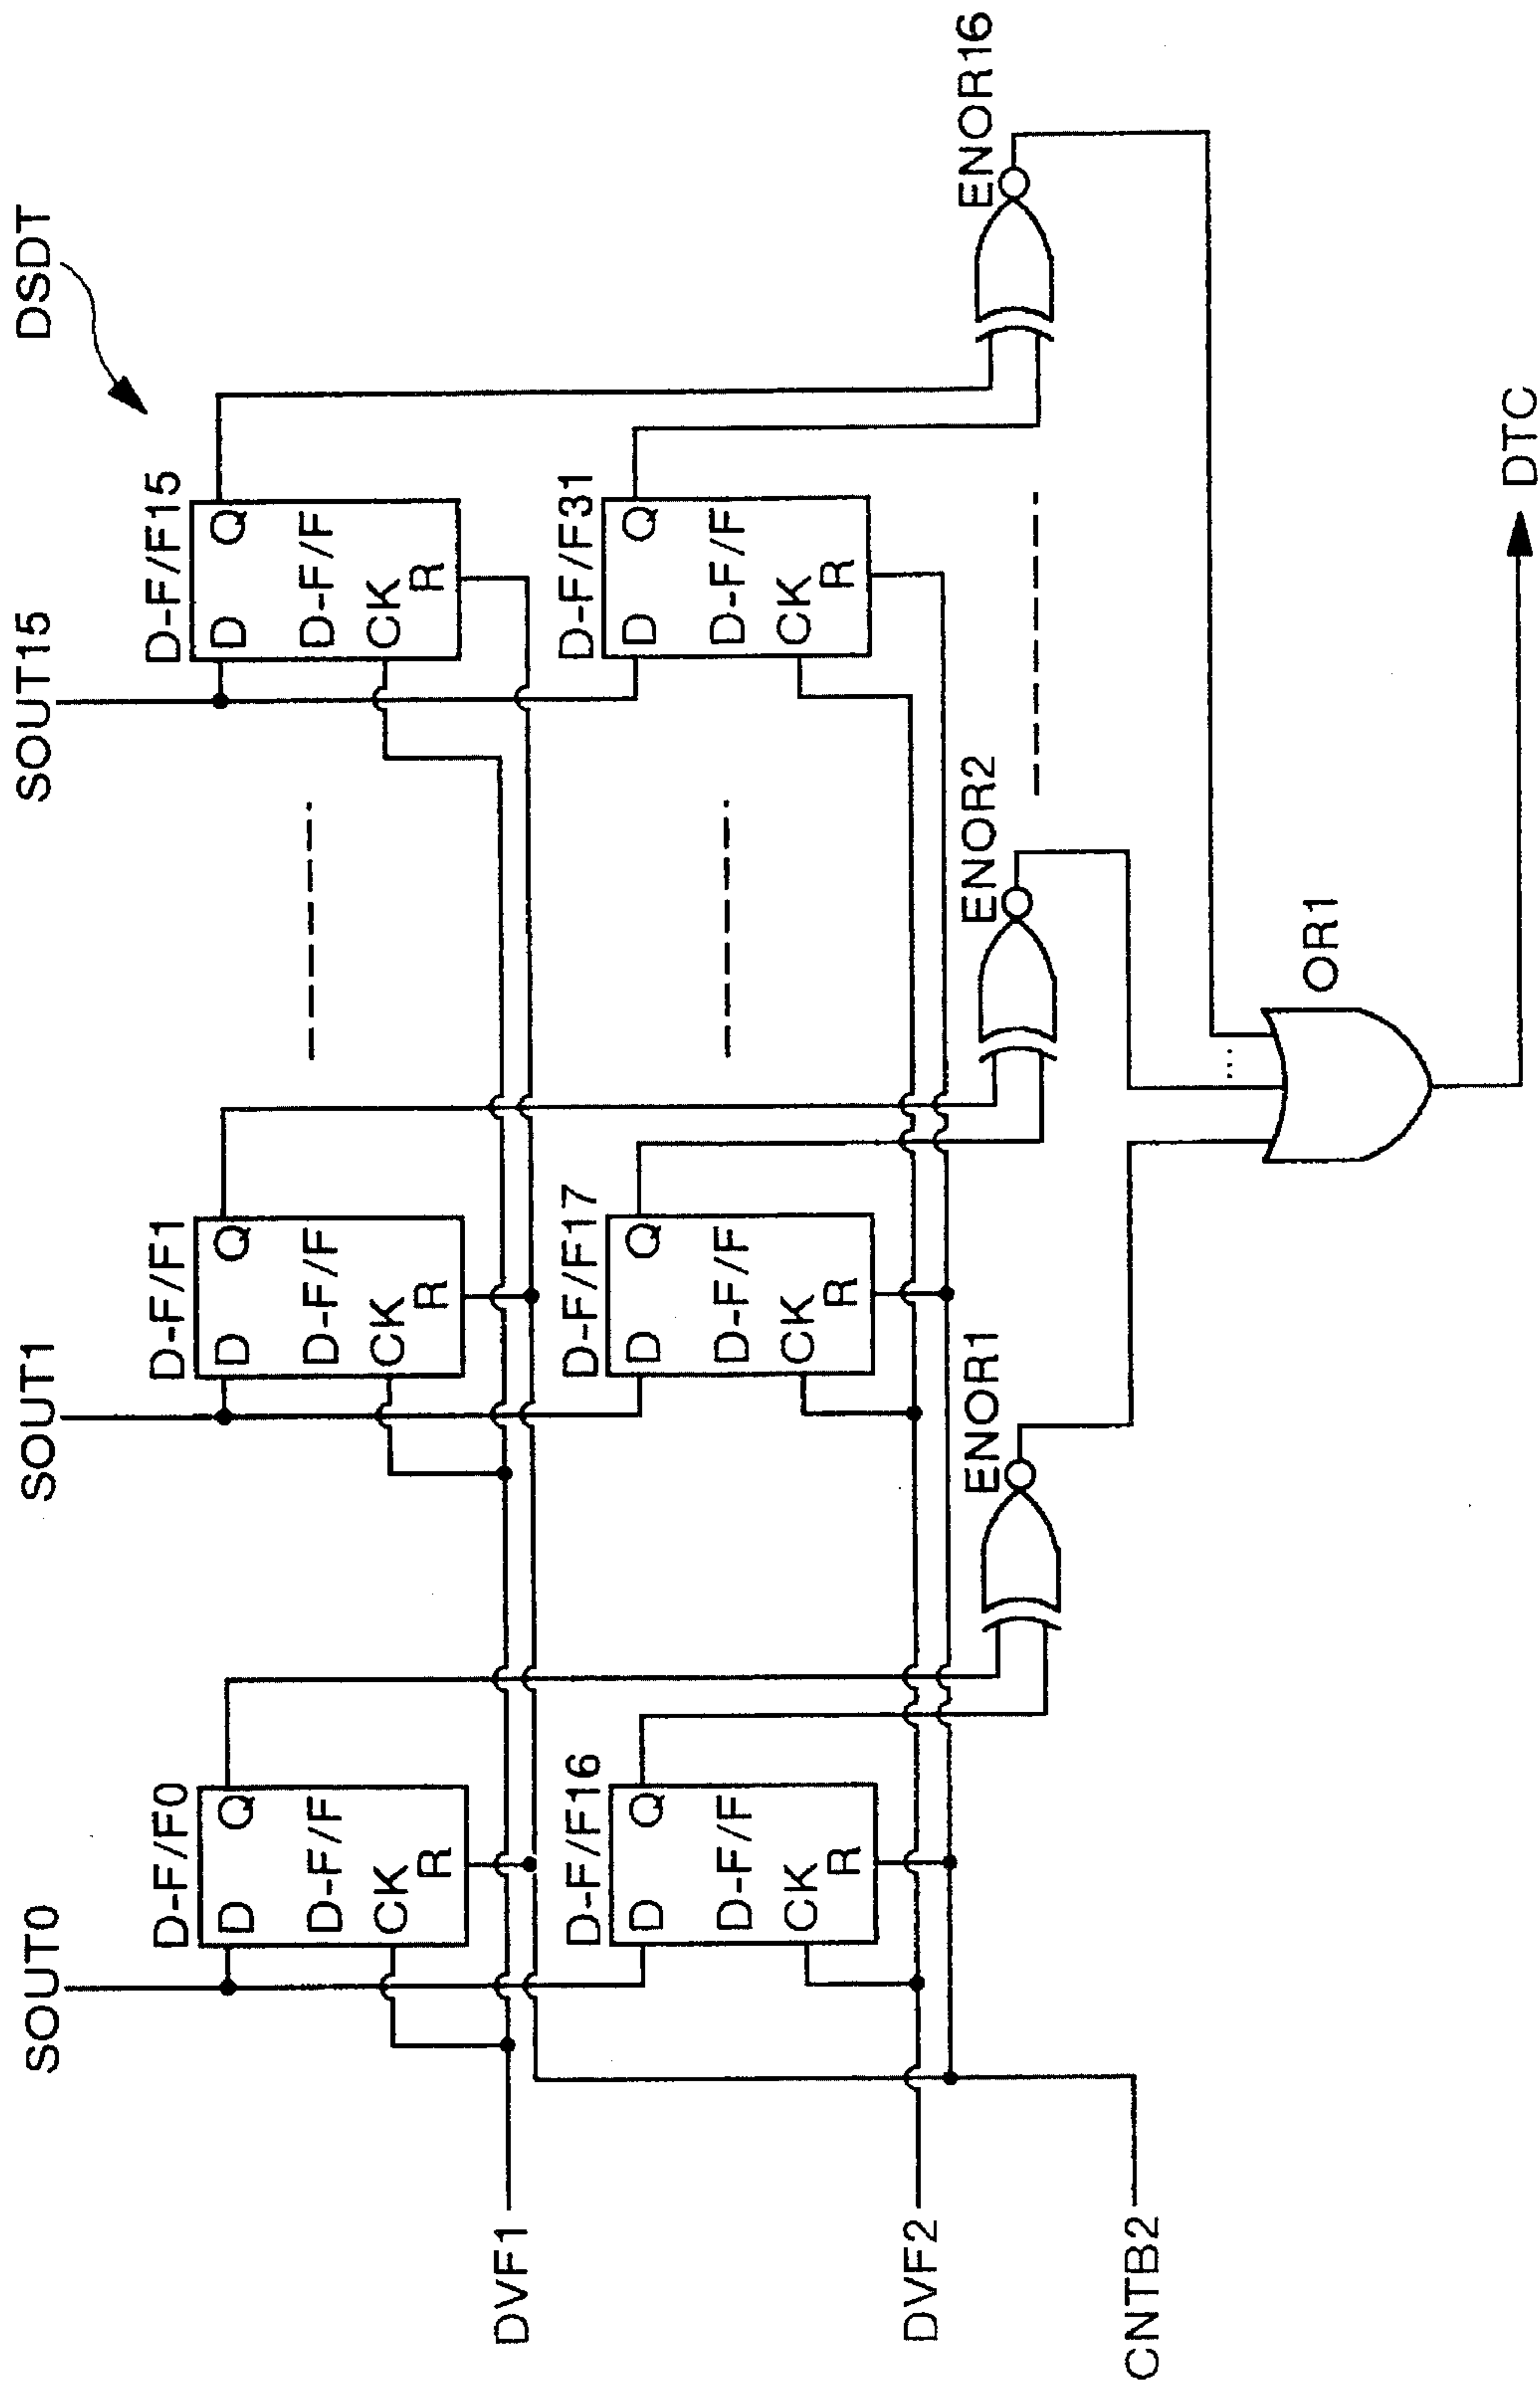 DSDT
SOUT0
SOUT1
SOUT15
D-F/F0
D-F/F1
D-F/F15
D
Q
D-F/F
CK
R
D
Q
D-F/F
CK
R
D
Q
D-F/F
CK
R
DVF1
D-F/F16
D-F/F17
D-F/F31
D
Q
D-F/F
CK
R
D
Q
D-F/F
CK
R
D
Q
D-F/F
CK
R
DVF2
ENOR1
ENOR2
ENOR16
CNTB2
...
OR1
DTC